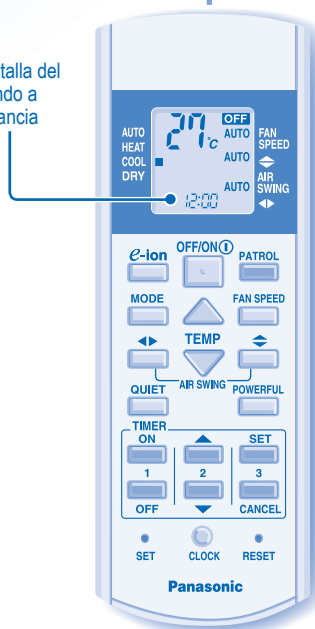 talla del
ndo a
ancia
OFF
27°c AUTO FAN SPEED
AUTO
HEAT
COOL
DRY
AUTO
AUTO AIR SWING
12:00
e-ion OFF/ON PATROL
MODE FAN SPEED
TEMP
AIR SWING
QUIET POWERFUL
TIMER
ON SET
1 2 3
OFF CANCEL
SET CLOCK RESET
Panasonic